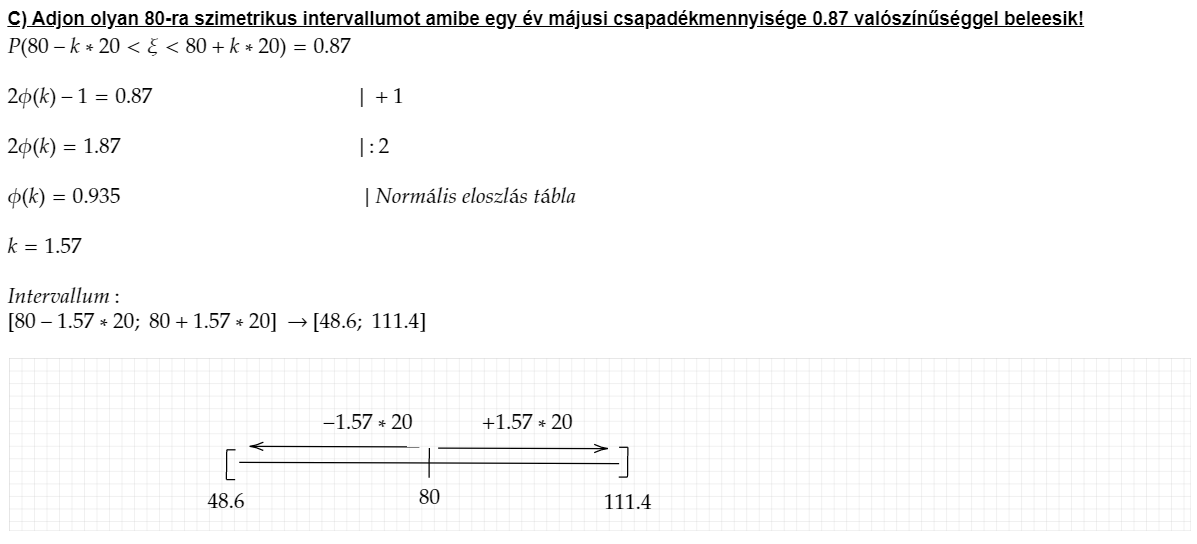 C) Adjon olyan 80-ra szimetrikus intervallumot amibe egy év májusi csapadékmennyisége 0.87 valószínűséggel beleesik!
P(80 – k ∗ 20 < ξ < 80 + k ∗ 20) = 0.87
2ϕ(k) – 1 = 0.87 | + 1
2ϕ(k) = 1.87 | : 2
ϕ(k) = 0.935 | Normális eloszlás tábla
k = 1.57
Intervallum :
[80 – 1.57 ∗ 20; 80 + 1.57 ∗ 20] → [48.6; 111.4]
−1.57 ∗ 20 +1.57 ∗ 20
48.6 80 111.4